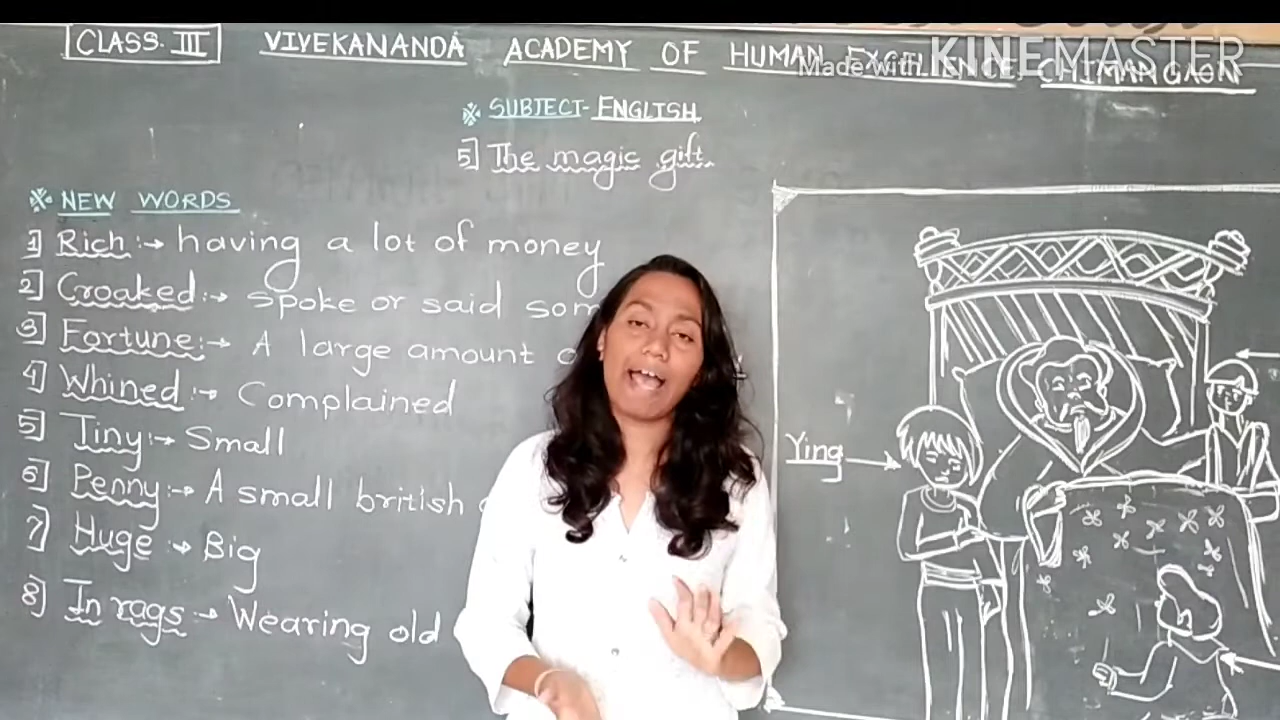 CLASS. III VIVEKANANDA ACADEMY OF HUMAN EXCELLENCE, CHIMANGAON
Made with KINEMASTER
SUBJECT- ENGLISH
5] The magic gift.
NEW WORDS
1] Rich :→ having a lot of money
2] Croaked :→ spoke or said
3] Fortune :→ A large amount
4] Whined :→ Complained
5] Tiny :→ Small
6] Penny :→ A small british
7] Huge :→ Big
8] In rags :→ Wearing old
Ying